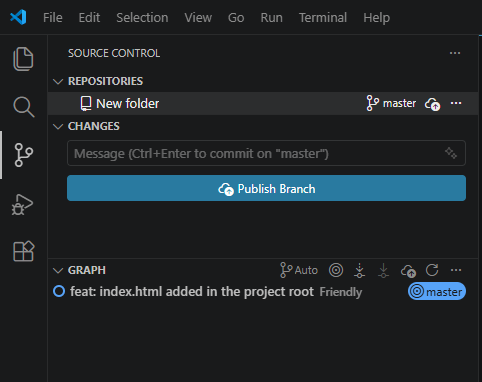 File Edit Selection View Go Run Terminal Help
SOURCE CONTROL
REPOSITORIES
New folder master
CHANGES
Message (Ctrl+Enter to commit on "master")
Publish Branch
GRAPH Auto
feat: index.html added in the project root Friendly master